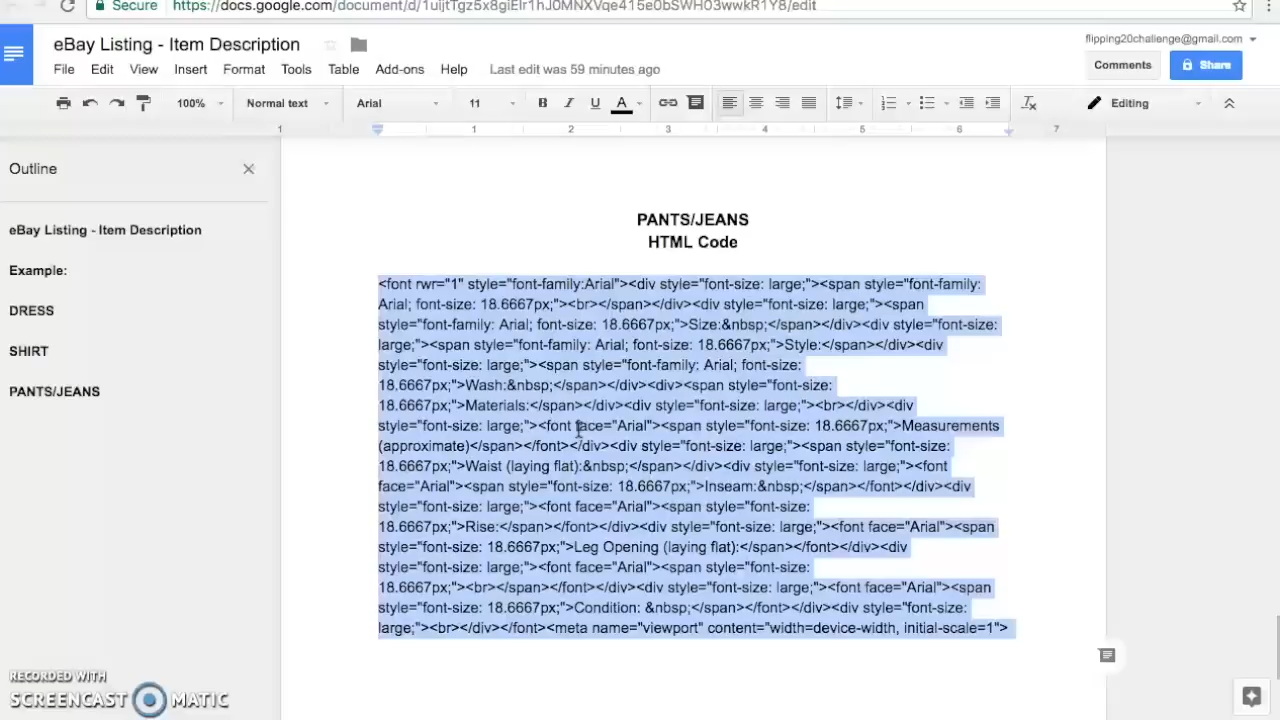 Secure https://docs.google.com/document/d/1uijtTgz5x8giElr1hJ0MNXVqe415e0bSWH03wwkR1Y8/edit
eBay Listing - Item Description
flipping20challenge@gmail.com
File Edit View Insert Format Tools Table Add-ons Help Last edit was 59 minutes ago
Comments
Share
100% Normal text Arial 11 B I U A Editing
1 1 2 3 4 5 6 7
Outline
eBay Listing - Item Description
Example:
DRESS
SHIRT
PANTS/JEANS
PANTS/JEANS
HTML Code
<font rwr="1" style="font-family:Arial"><div style="font-size: large;"><span style="font-family:
Arial; font-size: 18.6667px;"><br></span></div><div style="font-size: large;"><span
style="font-family: Arial; font-size: 18.6667px;">Size:&nbsp;</span></div><div style="font-size:
large;"><span style="font-family: Arial; font-size: 18.6667px;">Style:</span></div><div
style="font-size: large;"><span style="font-family: Arial; font-size:
18.6667px;">Wash:&nbsp;</span></div><div><span style="font-size:
18.6667px;">Materials:</span></div><div style="font-size: large;"><br></div><div
style="font-size: large;"><font face="Arial"><span style="font-size: 18.6667px;">Measurements
(approximate)</span></font></div><div style="font-size: large;"><span style="font-size:
18.6667px;">Waist (laying flat):&nbsp;</span></div><div style="font-size: large;"><font
face="Arial"><span style="font-size: 18.6667px;">Inseam:&nbsp;</span></font></div><div
style="font-size: large;"><font face="Arial"><span style="font-size:
18.6667px;">Rise:</span></font></div><div style="font-size: large;"><font face="Arial"><span
style="font-size: 18.6667px;">Leg Opening (laying flat):</span></font></div><div
style="font-size: large;"><font face="Arial"><span style="font-size:
18.6667px;"><br></span></font></div><div style="font-size: large;"><font face="Arial"><span
style="font-size: 18.6667px;">Condition: &nbsp;</span></font></div><div style="font-size:
large;"><br></div></font><meta name="viewport" content="width=device-width, initial-scale=1">
RECORDED WITH
SCREENCAST MATIC